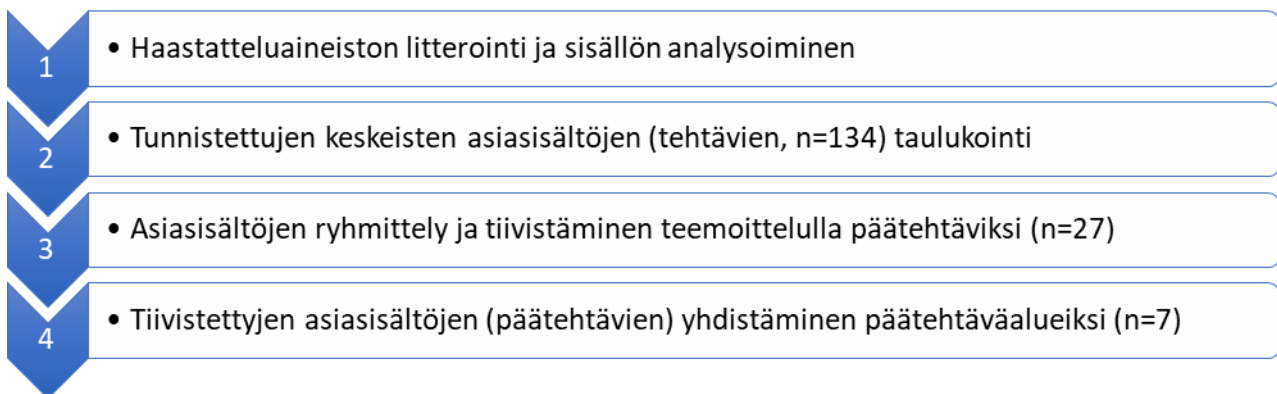 1
• Haastatteluaineiston litterointi ja sisällön analysoiminen
2
• Tunnistettujen keskeisten asiasisältöjen (tehtävien, n=134) taulukointi
3
• Asiasisältöjen ryhmittely ja tiivistäminen teemoittelulla päätehtäviksi (n=27)
4
• Tiivistettyjen asiasisältöjen (päätehtävien) yhdistäminen päätehtäväalueiksi (n=7)